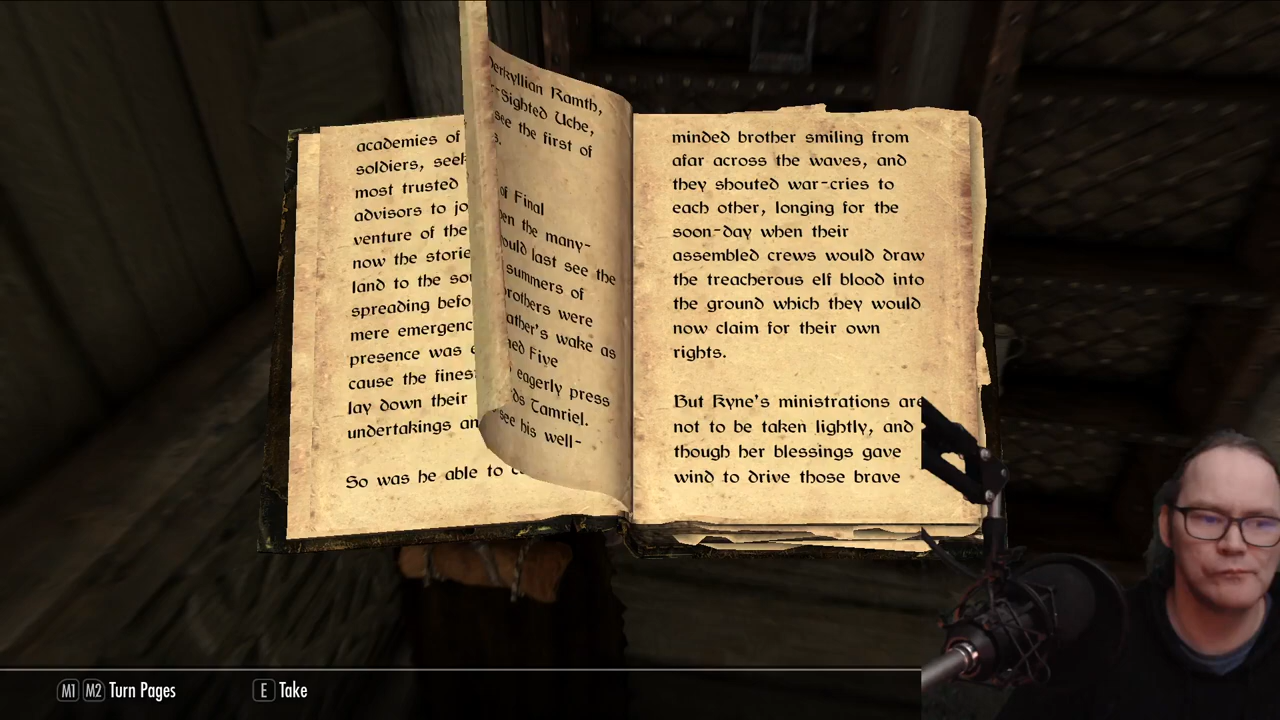 academies of
soldiers, seek
most trusted
advisors to jo
venture of the
now the storie
land to the sou
spreading befo
mere emergenc
presence was e
cause the fines
lay down their
undertakings an
So was he able to c
Derkyllian Ramth,
r-Sighted Uche,
see the first of
s.
of Final
en the many-
ould last see the
summers of
rothers were
ather's wake as
ned Five
eagerly press
ds Tamriel.
see his well-
minded brother smiling from
afar across the waves, and
they shouted war-cries to
each other, longing for the
soon-day when their
assembled crews would draw
the treacherous elf blood into
the ground which they would
now claim for their own
rights.
But Kyne's ministrations are
not to be taken lightly, and
though her blessings gave
wind to drive those brave
M1 M2 Turn Pages
E Take